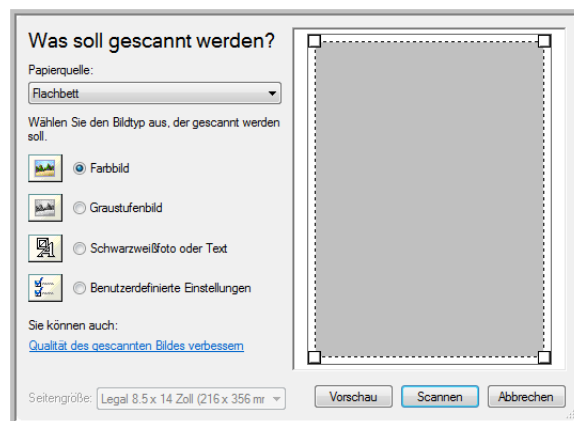 Was soll gescannt werden?
Papierquelle:
Flachbett
Wählen Sie den Bildtyp aus, der gescannt werden
soll.
Farbbild
Graustufenbild
Schwarzweißfoto oder Text
Benutzerdefinierte Einstellungen
Sie können auch:
Qualität des gescannten Bildes verbessern
Seitengröße: Legal 8.5 x 14 Zoll (216 x 356 mr
Vorschau Scannen Abbrechen